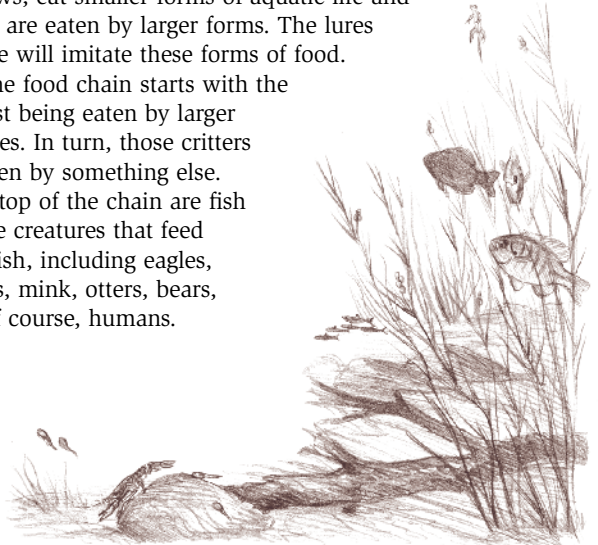 ws, eat smaller forms of aquatic life and
are eaten by larger forms. The lures
e will imitate these forms of food.
he food chain starts with the
st being eaten by larger
es. In turn, those critters
en by something else.
top of the chain are fish
e creatures that feed
ish, including eagles,
s, mink, otters, bears,
f course, humans.